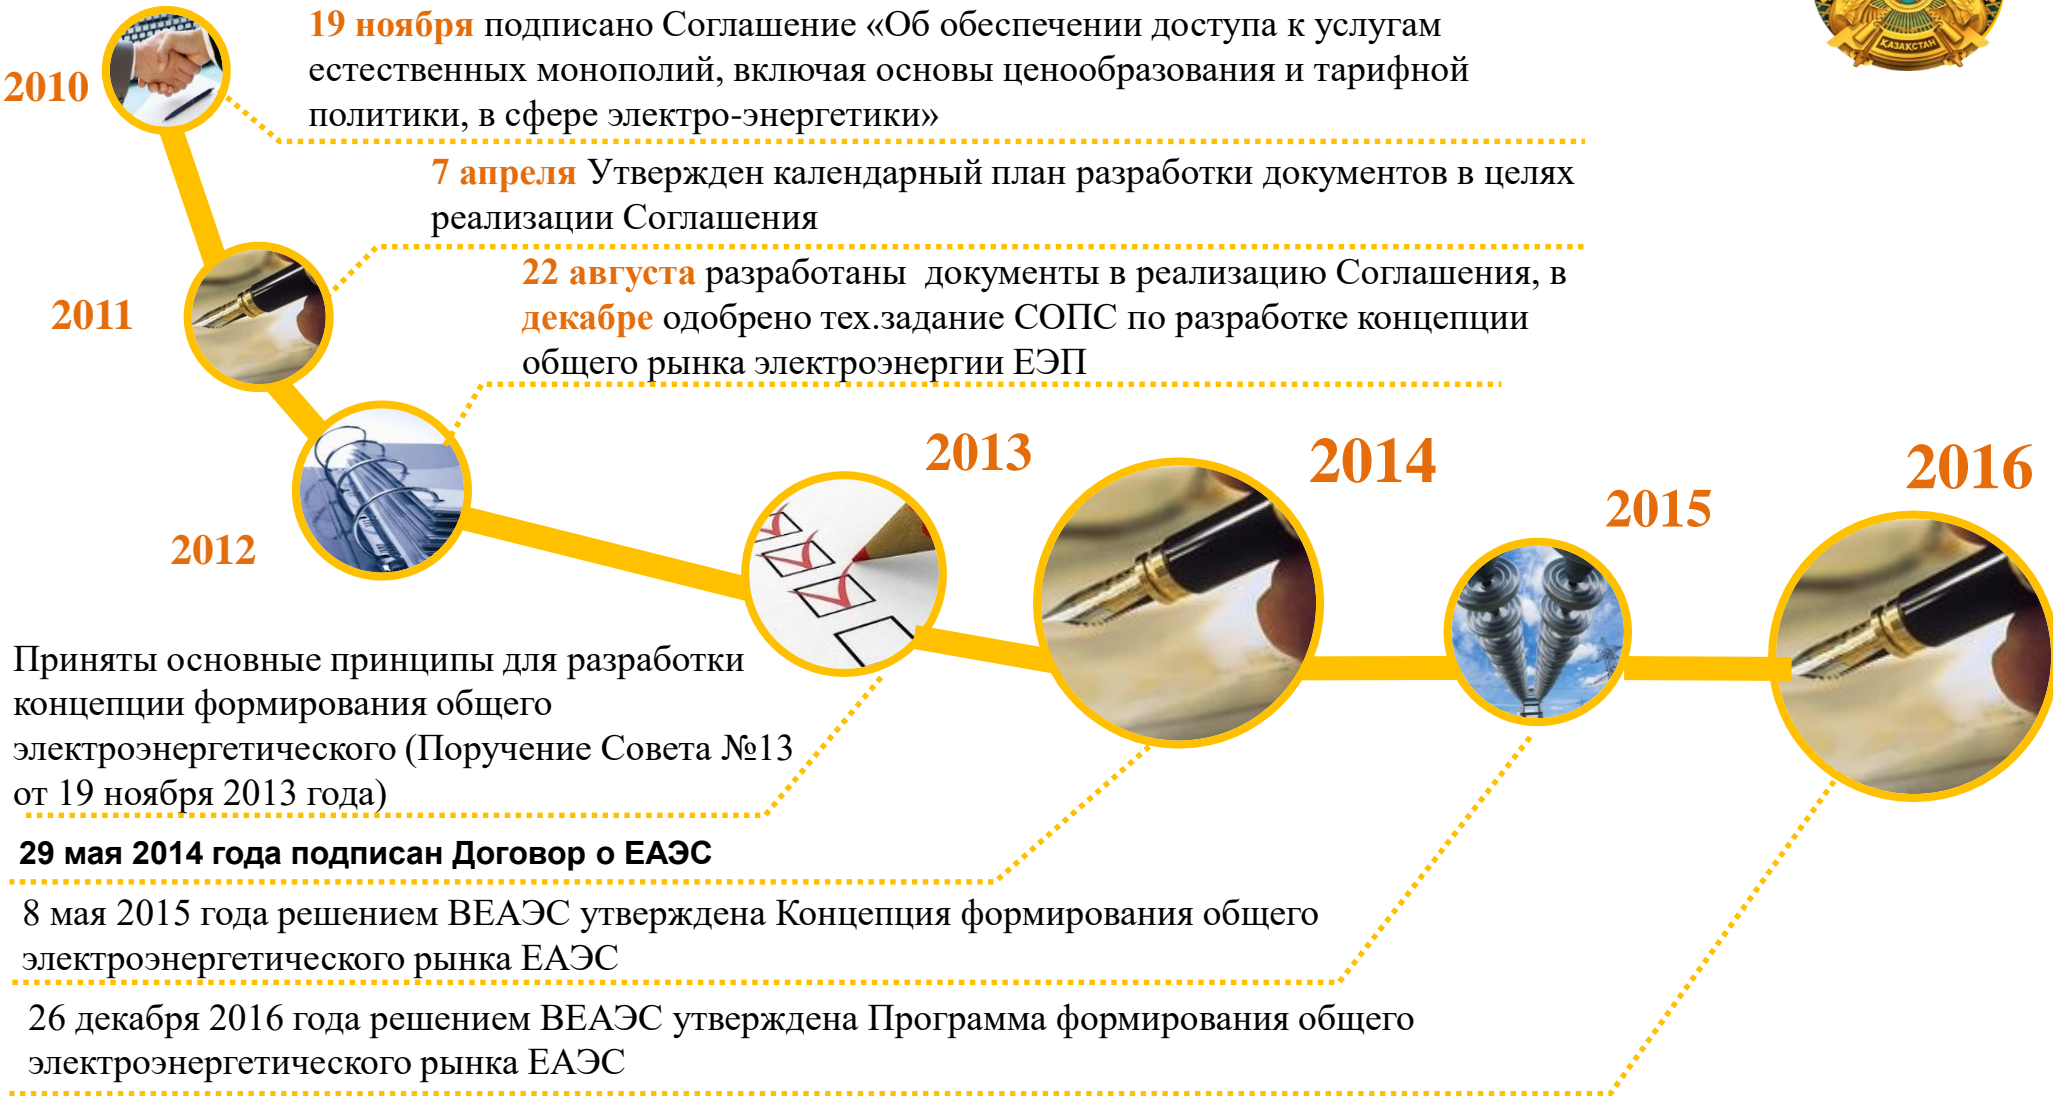 2010
19 ноября подписано Соглашение «Об обеспечении доступа к услугам
естественных монополий, включая основы ценообразования и тарифной
политики, в сфере электро-энергетики»
ҚАЗАҚСТАН
7 апреля Утвержден календарный план разработки документов в целях
реализации Соглашения
2011
22 августа разработаны  документы в реализацию Соглашения, в
декабре одобрено тех.задание СОПС по разработке концепции
общего рынка электроэнергии ЕЭП
2012
2013
2014
2015
2016
Приняты основные принципы для разработки
концепции формирования общего
электроэнергетического (Поручение Совета №13
от 19 ноября 2013 года)
29 мая 2014 года подписан Договор о ЕАЭС
8 мая 2015 года решением ВЕАЭС утверждена Концепция формирования общего
электроэнергетического рынка ЕАЭС
26 декабря 2016 года решением ВЕАЭС утверждена Программа формирования общего
электроэнергетического рынка ЕАЭС